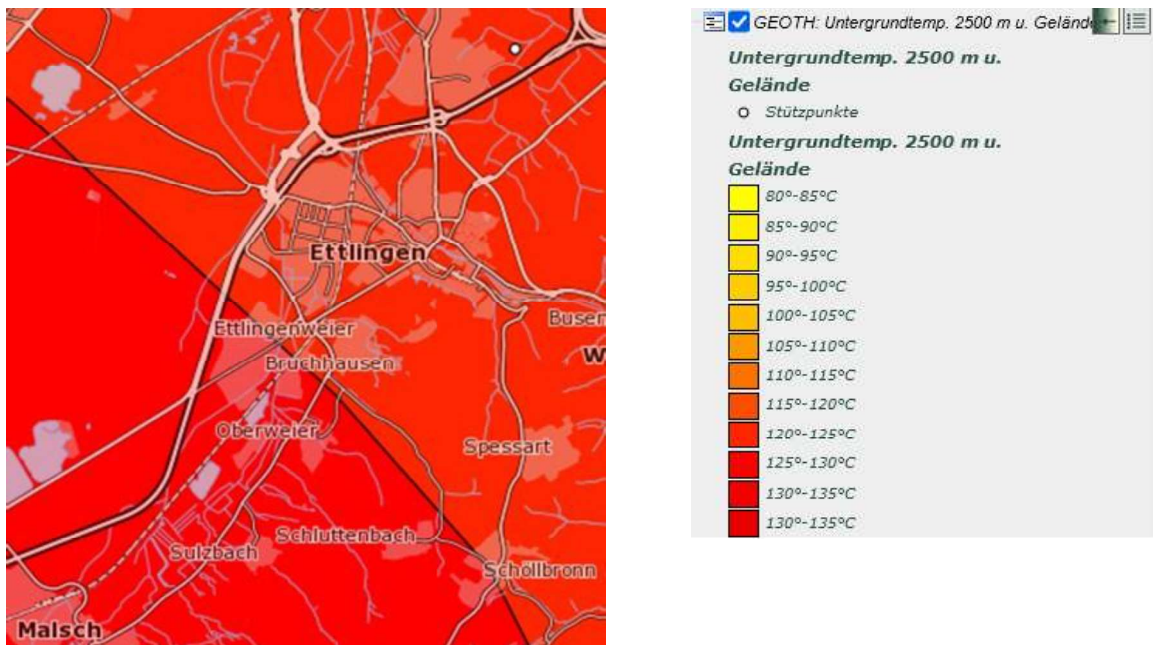 Ettlingen
Busen
W
Ettlingenweier
Bruchhausen
Oberweier
Spessart
Schluttenbach
Sulzbach
Schöllbronn
Malsch
GEOTH: Untergrundtemp. 2500 m u. Gelände
Untergrundtemp. 2500 m u.
Gelände
Stützpunkte
Untergrundtemp. 2500 m u.
Gelände
80°-85°C
85°-90°C
90°-95°C
95°-100°C
100°-105°C
105°-110°C
110°-115°C
115°-120°C
120°-125°C
125°-130°C
130°-135°C
130°-135°C